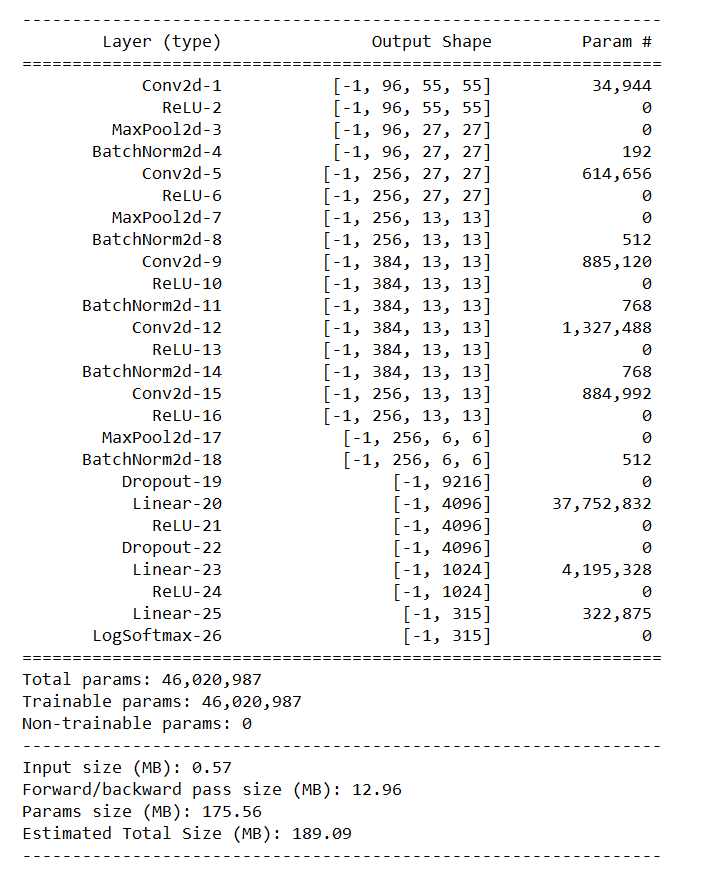 ----------------------------------------------------------------
Layer (type) Output Shape Param #
================================================================
Conv2d-1 [-1, 96, 55, 55] 34,944
ReLU-2 [-1, 96, 55, 55] 0
MaxPool2d-3 [-1, 96, 27, 27] 0
BatchNorm2d-4 [-1, 96, 27, 27] 192
Conv2d-5 [-1, 256, 27, 27] 614,656
ReLU-6 [-1, 256, 27, 27] 0
MaxPool2d-7 [-1, 256, 13, 13] 0
BatchNorm2d-8 [-1, 256, 13, 13] 512
Conv2d-9 [-1, 384, 13, 13] 885,120
ReLU-10 [-1, 384, 13, 13] 0
BatchNorm2d-11 [-1, 384, 13, 13] 768
Conv2d-12 [-1, 384, 13, 13] 1,327,488
ReLU-13 [-1, 384, 13, 13] 0
BatchNorm2d-14 [-1, 384, 13, 13] 768
Conv2d-15 [-1, 256, 13, 13] 884,992
ReLU-16 [-1, 256, 13, 13] 0
MaxPool2d-17 [-1, 256, 6, 6] 0
BatchNorm2d-18 [-1, 256, 6, 6] 512
Dropout-19 [-1, 9216] 0
Linear-20 [-1, 4096] 37,752,832
ReLU-21 [-1, 4096] 0
Dropout-22 [-1, 4096] 0
Linear-23 [-1, 1024] 4,195,328
ReLU-24 [-1, 1024] 0
Linear-25 [-1, 315] 322,875
LogSoftmax-26 [-1, 315] 0
================================================================
Total params: 46,020,987
Trainable params: 46,020,987
Non-trainable params: 0
----------------------------------------------------------------
Input size (MB): 0.57
Forward/backward pass size (MB): 12.96
Params size (MB): 175.56
Estimated Total Size (MB): 189.09
----------------------------------------------------------------